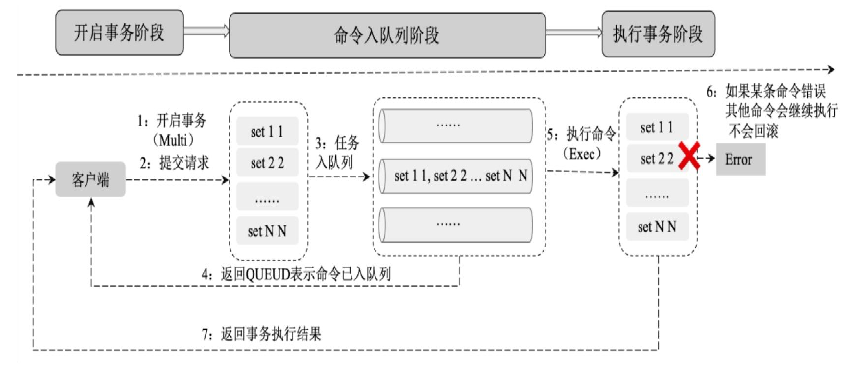 开启事务阶段
命令入队列阶段
执行事务阶段
6：如果某条命令错误
其他命令会继续执行
不会回滚
1：开启事务
（Multi）
2：提交请求
客户端
set 1 1
set 2 2
……
set N N
3：任务
入队列
……
set 1 1, set 2 2 … set N N
……
5：执行命令
（Exec）
set 1 1
set 2 2
……
set N N
Error
4：返回QUEUD表示命令已入队列
7：返回事务执行结果